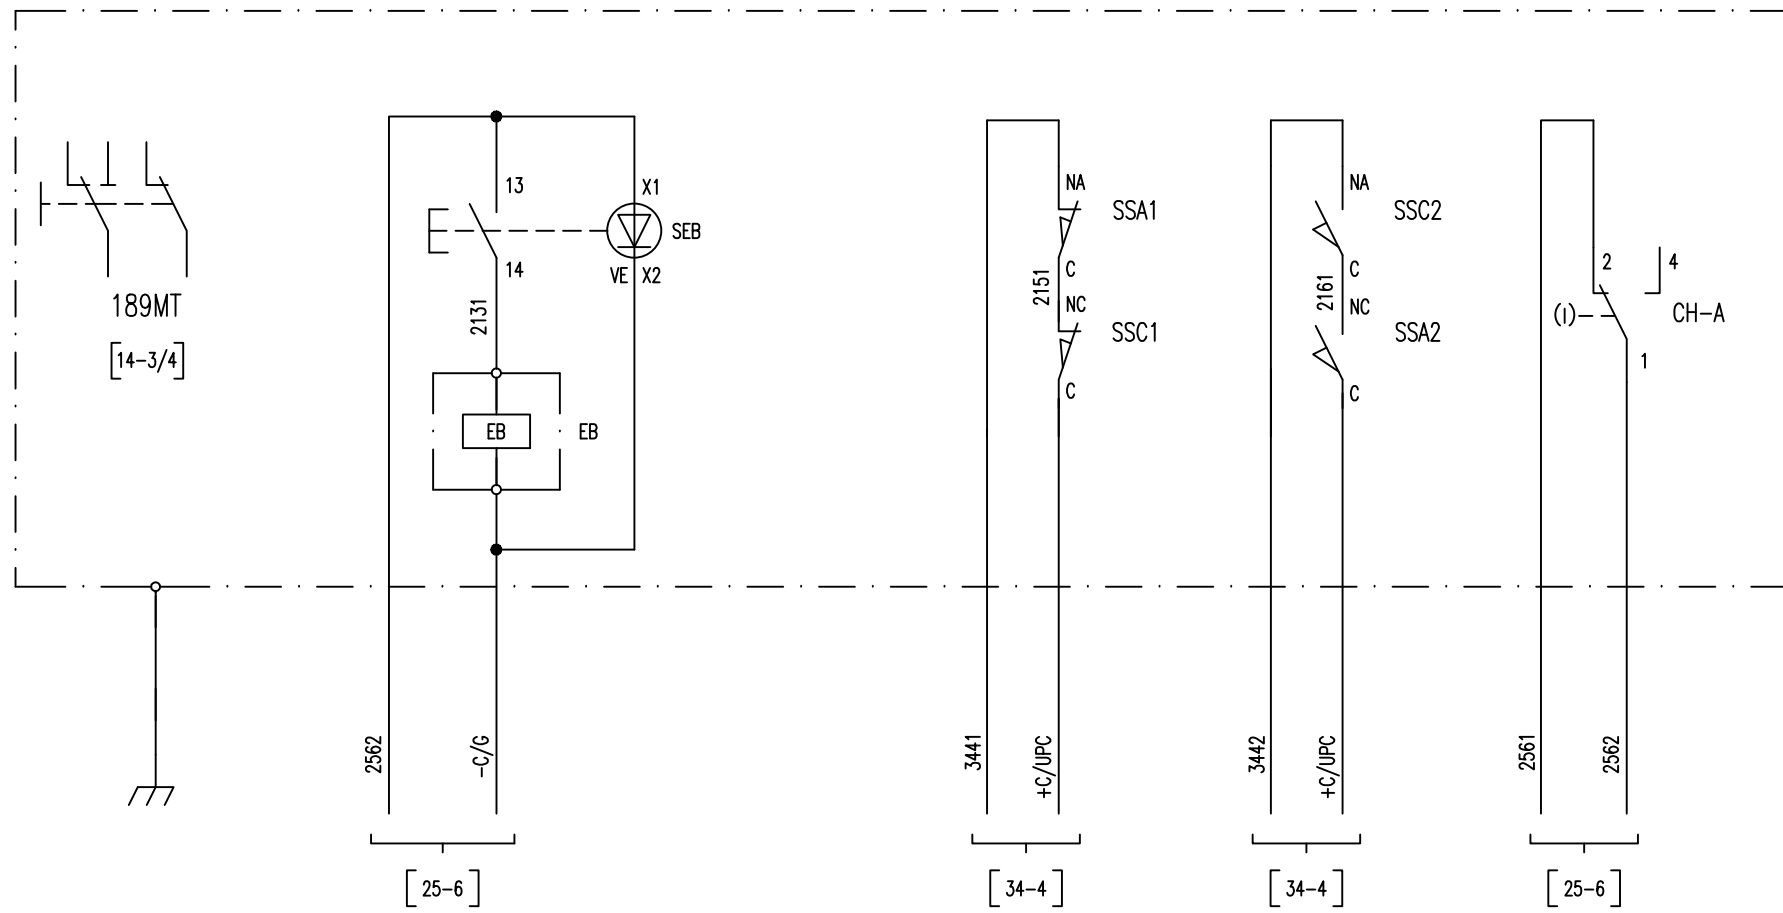 189MT
[14-3/4]
13
14
2131
X1
SEB
VE X2
EB
EB
2562
-C/G
[25-6]
NA
SSA1
C
2151
NC
SSC1
C
3441
+C/UPC
[34-4]
NA
SSC2
C
2161
NC
SSA2
C
3442
+C/UPC
[34-4]
2
4
(I)
CH-A
1
2561
2562
[25-6]